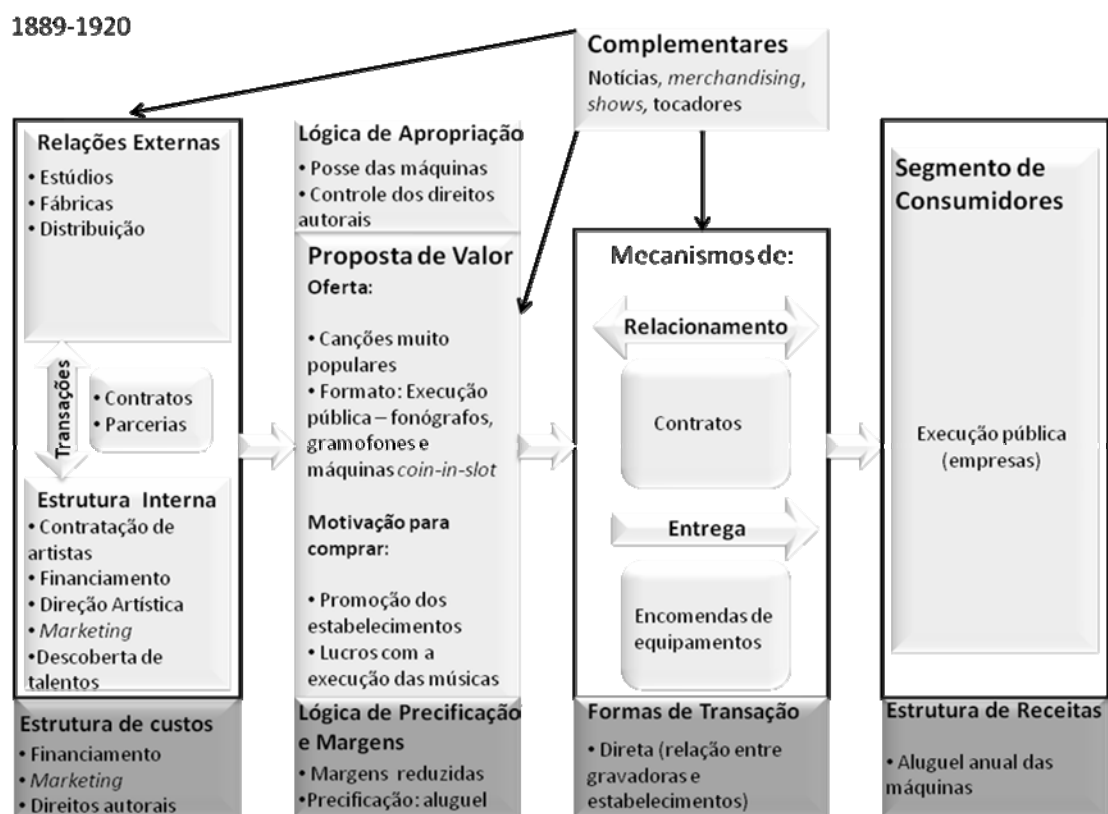 1889-1920
Complementares
Notícias, merchandising,
shows, tocadores
Relações Externas
• Estúdios
• Fábricas
• Distribuição
Transações
• Contratos
• Parcerias
Estrutura Interna
• Contratação de
artistas
• Financiamento
• Direção Artística
• Marketing
•Descoberta de
talentos
Estrutura de custos
• Financiamento
• Marketing
• Direitos autorais
Lógica de Apropriação
• Posse das máquinas
• Controle dos direitos
autorais
Proposta de Valor
Oferta:
• Canções muito
populares
• Formato: Execução
pública – fonógrafos,
gramofones e
máquinas coin-in-slot
Motivação para
comprar:
• Promoção dos
estabelecimentos
• Lucros com a
execução das músicas
Lógica de Precificação
e Margens
• Margens reduzidas
•Precificação: aluguel
Mecanismos de:
Relacionamento
Contratos
Entrega
Encomendas de
equipamentos
Formas de Transação
• Direta (relação entre
gravadoras e
estabelecimentos)
Segmento de
Consumidores
Execução pública
(empresas)
Estrutura de Receitas
• Aluguel anual das
máquinas